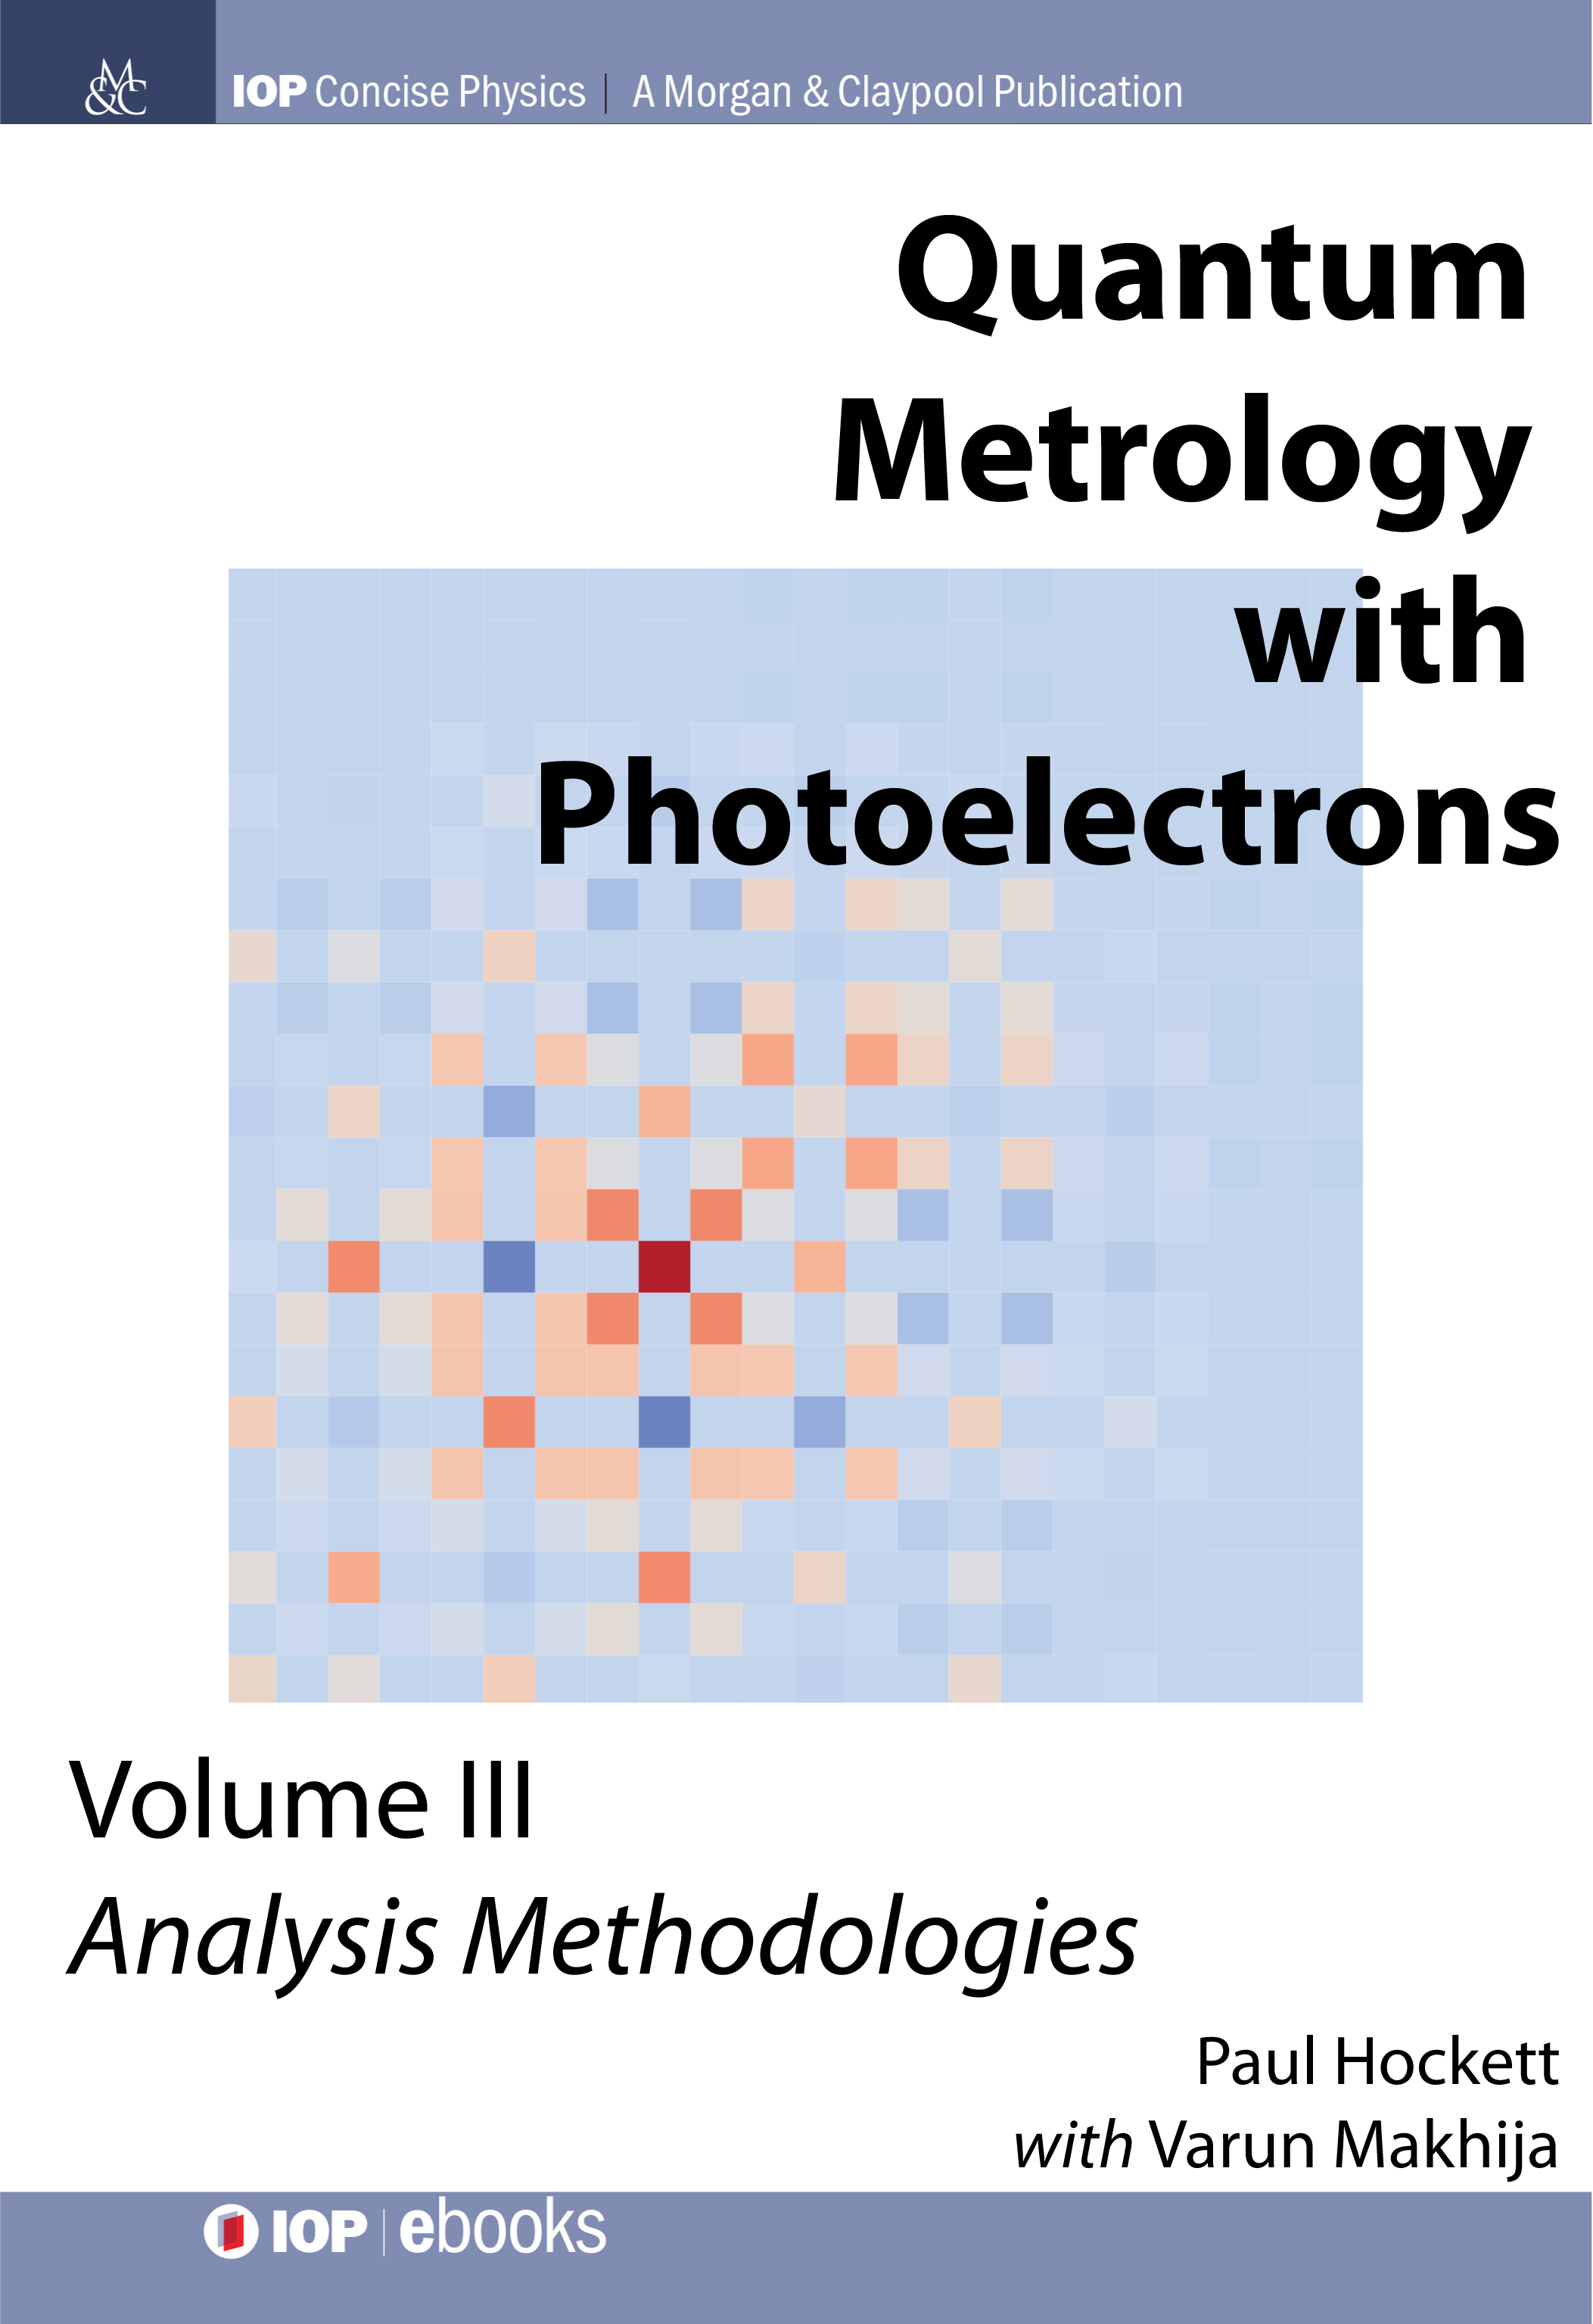 M&C
IOP Concise Physics | A Morgan & Claypool Publication
Quantum
Metrology
with
Photoelectrons
Volume III
Analysis Methodologies
Paul Hockett
with Varun Makhija
IOP | ebooks